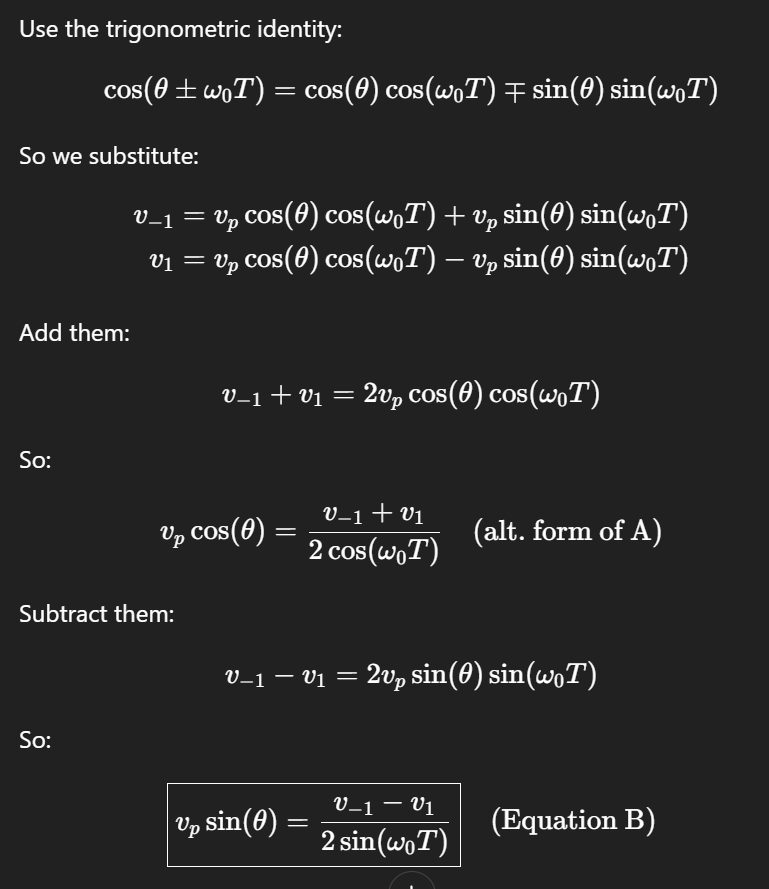 Use the trigonometric identity:
cos(θ ± ω₀T) = cos(θ) cos(ω₀T) ∓ sin(θ) sin(ω₀T)
So we substitute:
v₋₁ = vₚ cos(θ) cos(ω₀T) + vₚ sin(θ) sin(ω₀T)
v₁ = vₚ cos(θ) cos(ω₀T) − vₚ sin(θ) sin(ω₀T)
Add them:
v₋₁ + v₁ = 2vₚ cos(θ) cos(ω₀T)
So:
vₚ cos(θ) = (v₋₁ + v₁) / (2 cos(ω₀T)) (alt. form of A)
Subtract them:
v₋₁ − v₁ = 2vₚ sin(θ) sin(ω₀T)
So:
vₚ sin(θ) = (v₋₁ − v₁) / (2 sin(ω₀T)) (Equation B)